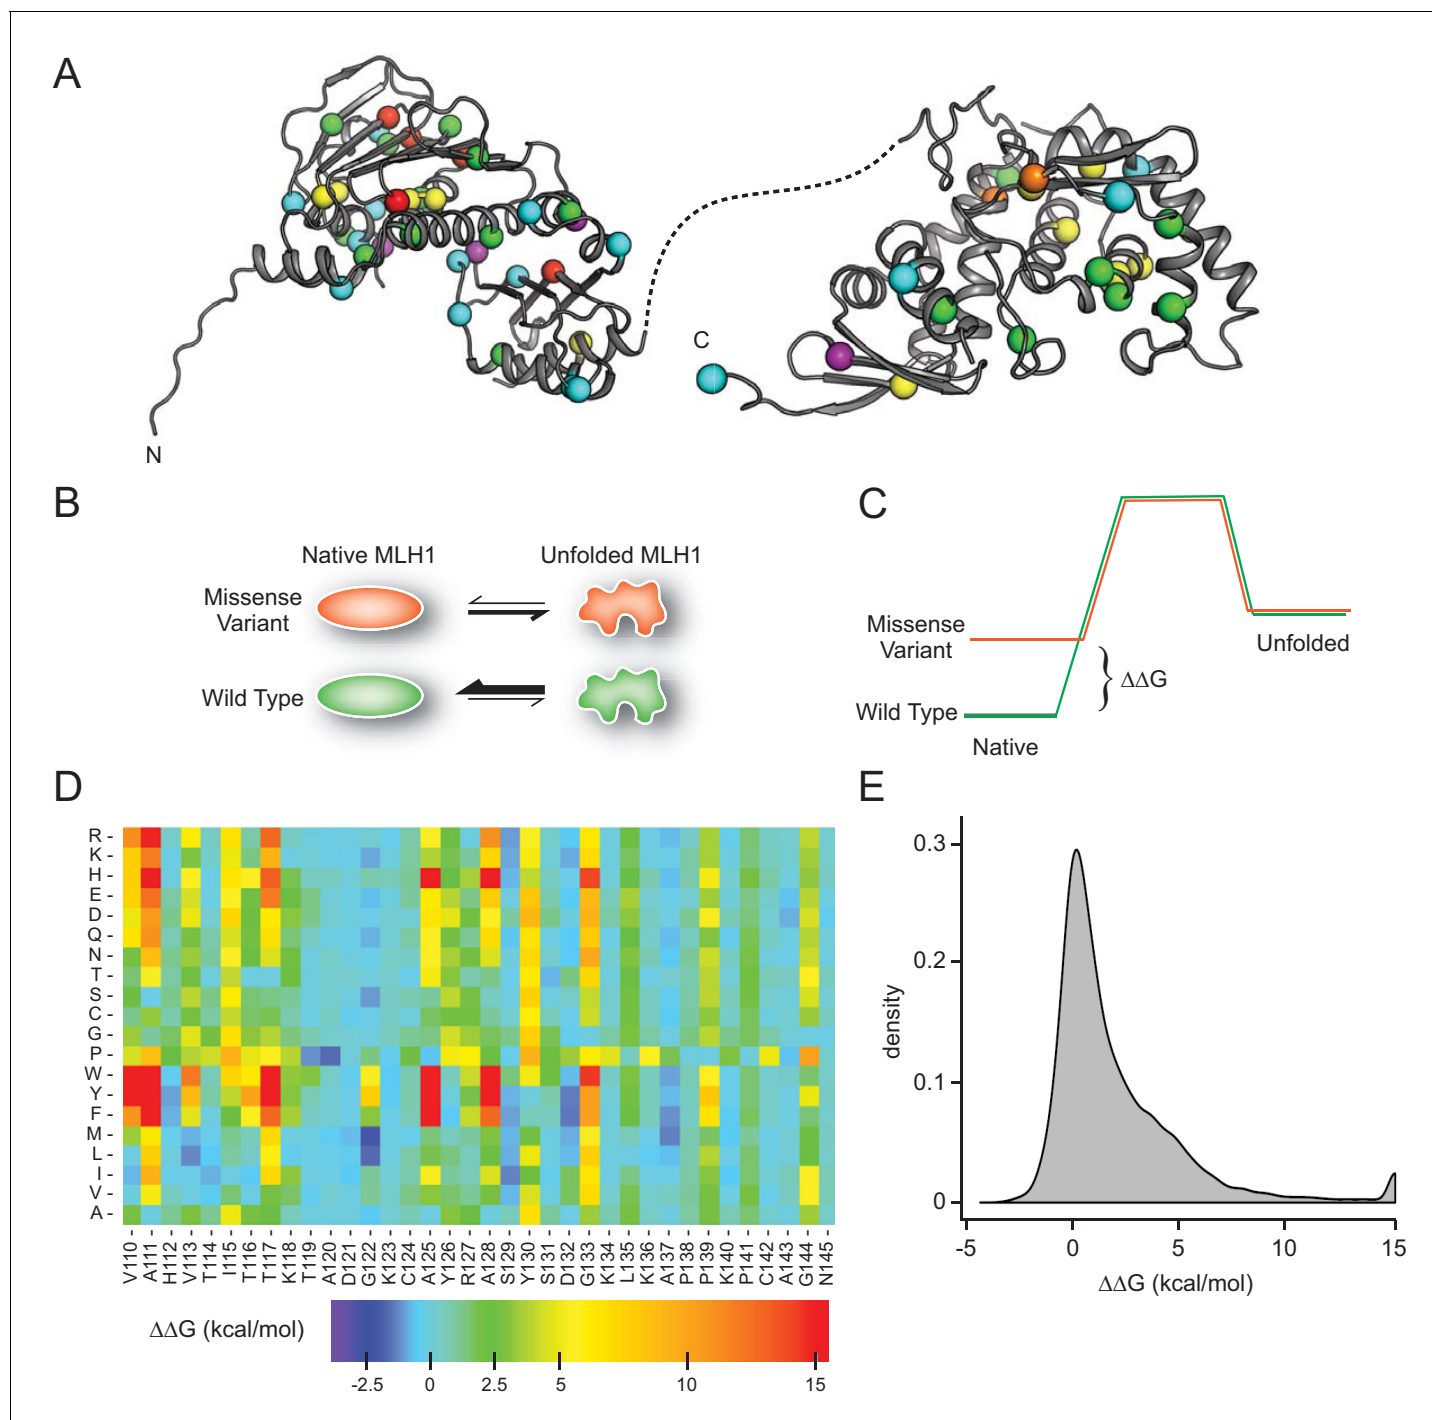 A
N
C
B
Native MLH1
Unfolded MLH1
Missense
Variant
Wild Type
C
Missense
Variant
ΔΔG
Unfolded
Wild Type
Native
D
R -
K -
H -
E -
D -
Q -
N -
T -
S -
C -
G -
P -
W -
Y -
F -
M -
L -
I -
V -
A -
V110 -
A111 -
H112 -
V113 -
T114 -
I115 -
T116 -
T117 -
K118 -
T119 -
A120 -
D121 -
G122 -
K123 -
C124 -
A125 -
Y126 -
R127 -
A128 -
S129 -
Y130 -
S131 -
D132 -
G133 -
K134 -
L135 -
K136 -
A137 -
P138 -
P139 -
K140 -
P141 -
C142 -
A143 -
G144 -
N145 -
ΔΔG (kcal/mol)
-2.5 0 2.5 5 10 15
E
density
0.3
0.2
0.1
0
-5 0 5 10 15
ΔΔG (kcal/mol)